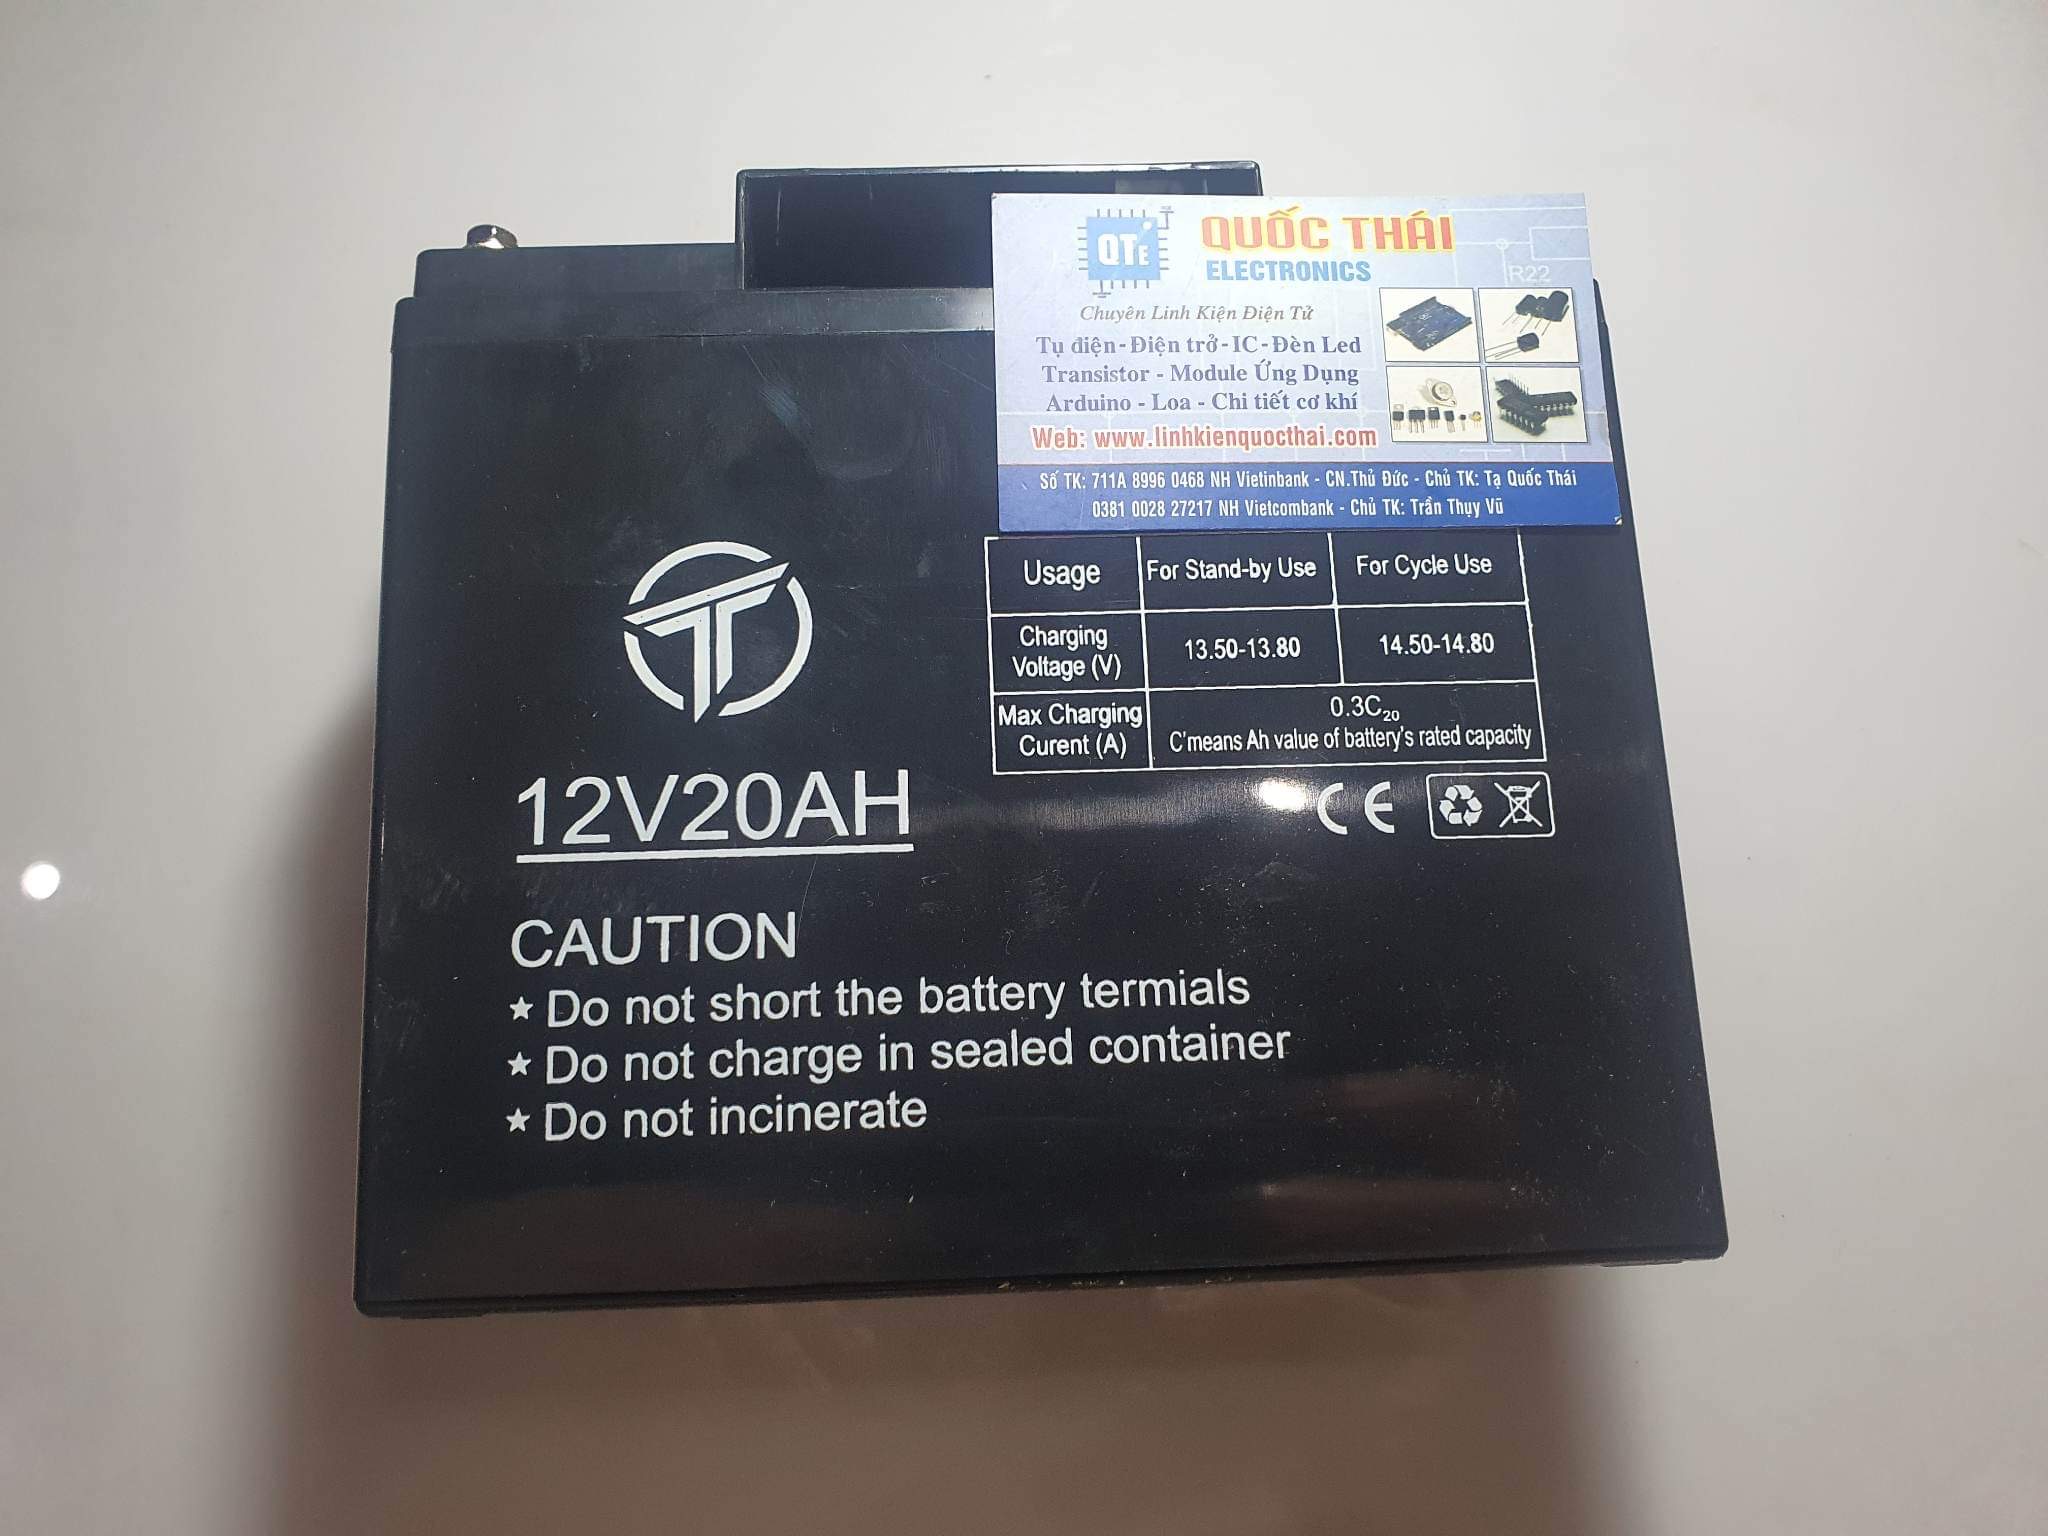 QTE
QUỐC THÁI
ELECTRONICS
R22
Chuyên Linh Kiện Điện Tử
Tụ điện-Điện trở-IC-Đèn Led
Transistor - Module Ứng Dụng
Arduino - Loa - Chi tiết cơ khí
Web: www.linhkienquocthai.com
Số TK: 711A 8996 0468 NH Vietinbank - CN.Thủ Đức - Chủ TK: Tạ Quốc Thái
0381 0028 27217 NH Vietcombank - Chủ TK: Trần Thụy Vũ
Usage For Stand-by Use For Cycle Use
Charging
Voltage (V) 13.50-13.80 14.50-14.80
Max Charging
Curent (A)
0.3C20
C'means Ah value of battery's rated capacity
CE
12V20AH
CAUTION
★ Do not short the battery termials
★ Do not charge in sealed container
★ Do not incinerate